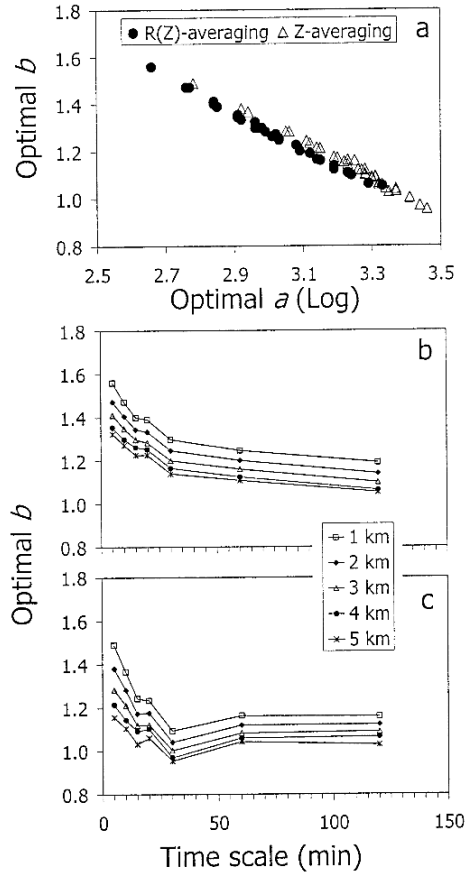 ● R(Z)-averaging △ Z-averaging
a
Optimal b
1.8
1.6
1.4
1.2
1.0
0.8
2.5 2.7 2.9 3.1 3.3 3.5
Optimal a (Log)
b
1.8
1.6
1.4
1.2
1.0
0.8
Optimal b
1 km
2 km
3 km
4 km
5 km
c
1.8
1.6
1.4
1.2
1.0
0.8
0 50 100 150
Time scale (min)